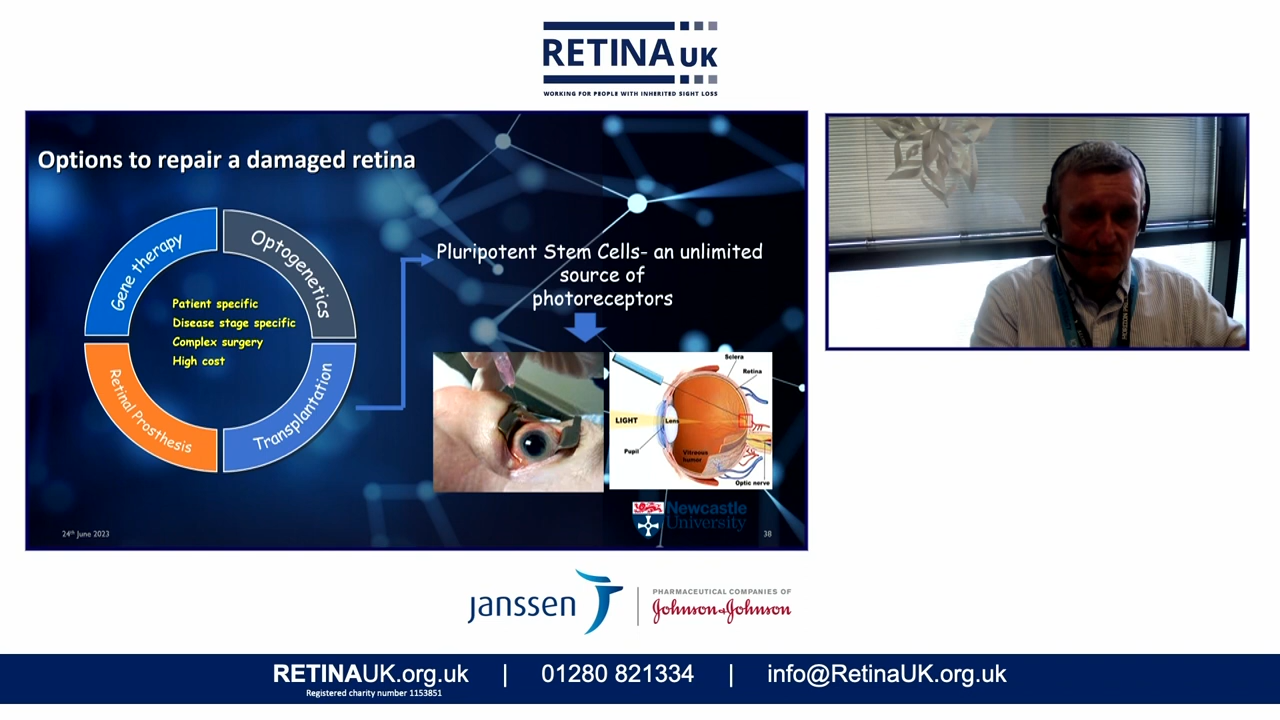 RETINA UK
WORKING FOR PEOPLE WITH INHERITED SIGHT LOSS
Options to repair a damaged retina
Gene therapy
Optogenetics
Patient specific
Disease stage specific
Complex surgery
High cost
Retinal Prosthesis
Transplantation
Pluripotent Stem Cells- an unlimited
source of
photoreceptors
Sclera
Retina
LIGHT
Lens
Pupil
Vitreous
humor
Optic nerve
Newcastle
University
24th June 2023
38
janssen
PHARMACEUTICAL COMPANIES OF
Johnson & Johnson
RETINAUK.org.uk | 01280 821334 | info@RetinaUK.org.uk
Registered charity number 1153851